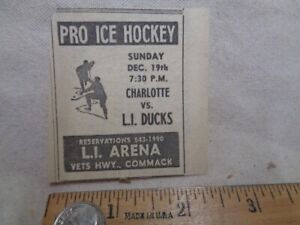 PRO ICE HOCKEY
SUNDAY
DEC. 19th
7:30 P.M.
CHARLOTTE
VS.
L.I. DUCKS
RESERVATIONS 543-1990
L.I. ARENA
VETS HWY., COMMACK
1
2
3
MADE IN U.S.A.